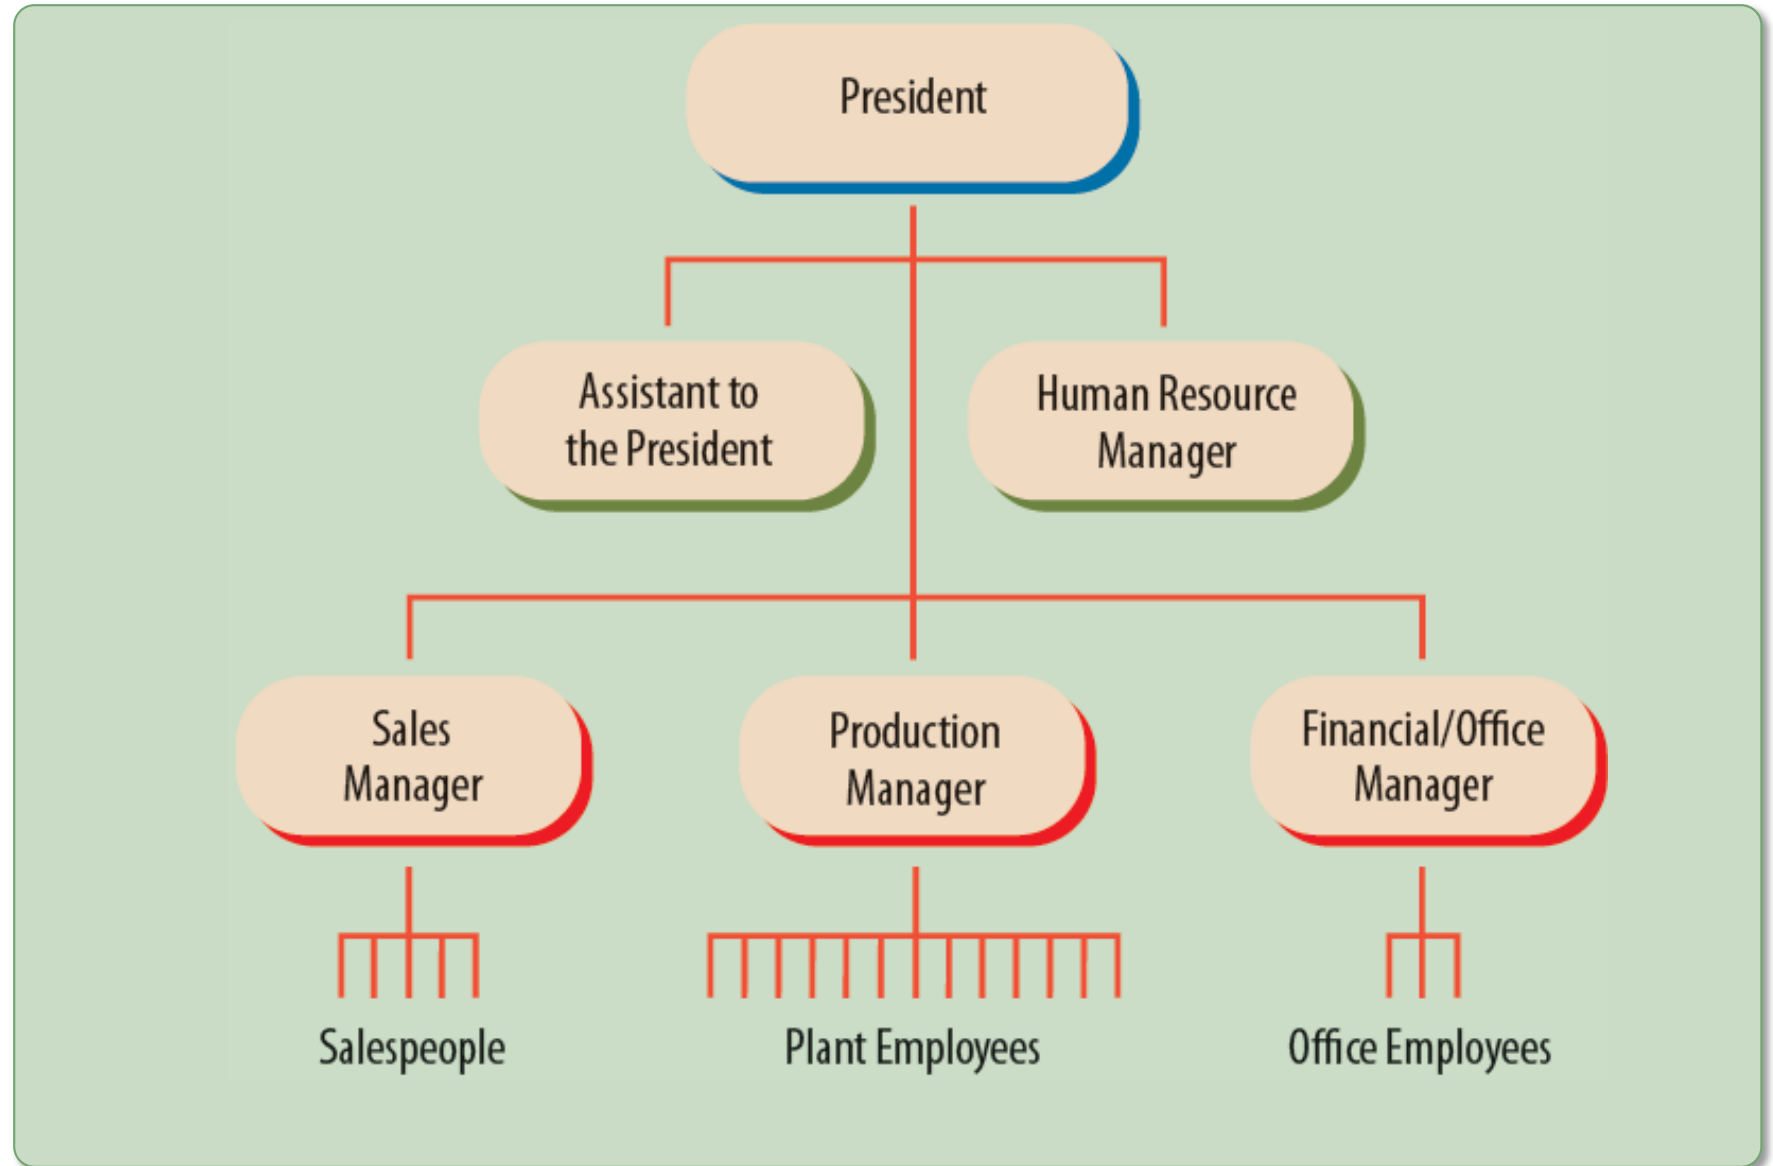 President
Assistant to
the President
Human Resource
Manager
Sales
Manager
Production
Manager
Financial/Office
Manager
Salespeople
Plant Employees
Office Employees